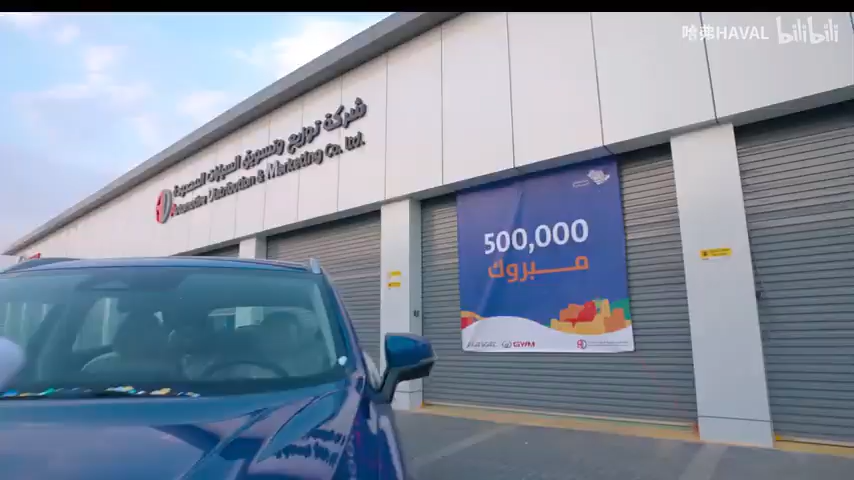 哈弗HAVAL bilibili
شركة توزيع وتسويق السيارات المحدودة
Automotive Distribution & Marketing Co. Ltd.
500,000
مبروك
GWM